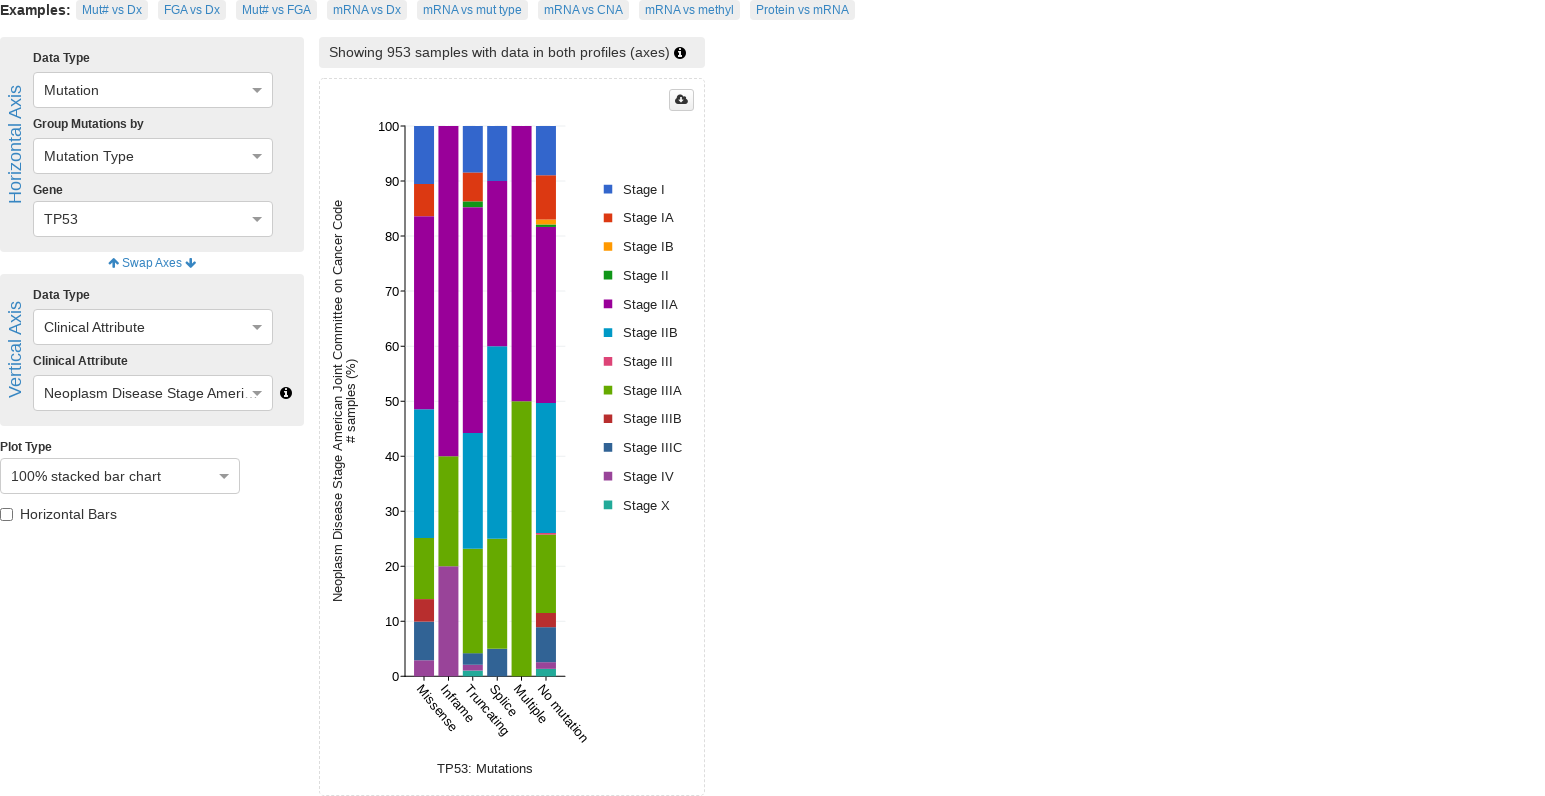 Examples: Mut# vs Dx FGA vs Dx Mut# vs FGA mRNA vs Dx mRNA vs mut type mRNA vs CNA mRNA vs methyl Protein vs mRNA
Horizontal Axis
Data Type
Mutation
Group Mutations by
Mutation Type
Gene
TP53
Swap Axes
Vertical Axis
Data Type
Clinical Attribute
Clinical Attribute
Neoplasm Disease Stage Ameri...
Plot Type
100% stacked bar chart
Horizontal Bars
Showing 953 samples with data in both profiles (axes)
Neoplasm Disease Stage American Joint Committee on Cancer Code
# samples (%)
100
90
80
70
60
50
40
30
20
10
0
Missense
Inframe
Truncating
Splice
Multiple
No mutation
TP53: Mutations
Stage I
Stage IA
Stage IB
Stage II
Stage IIA
Stage IIB
Stage III
Stage IIIA
Stage IIIB
Stage IIIC
Stage IV
Stage X